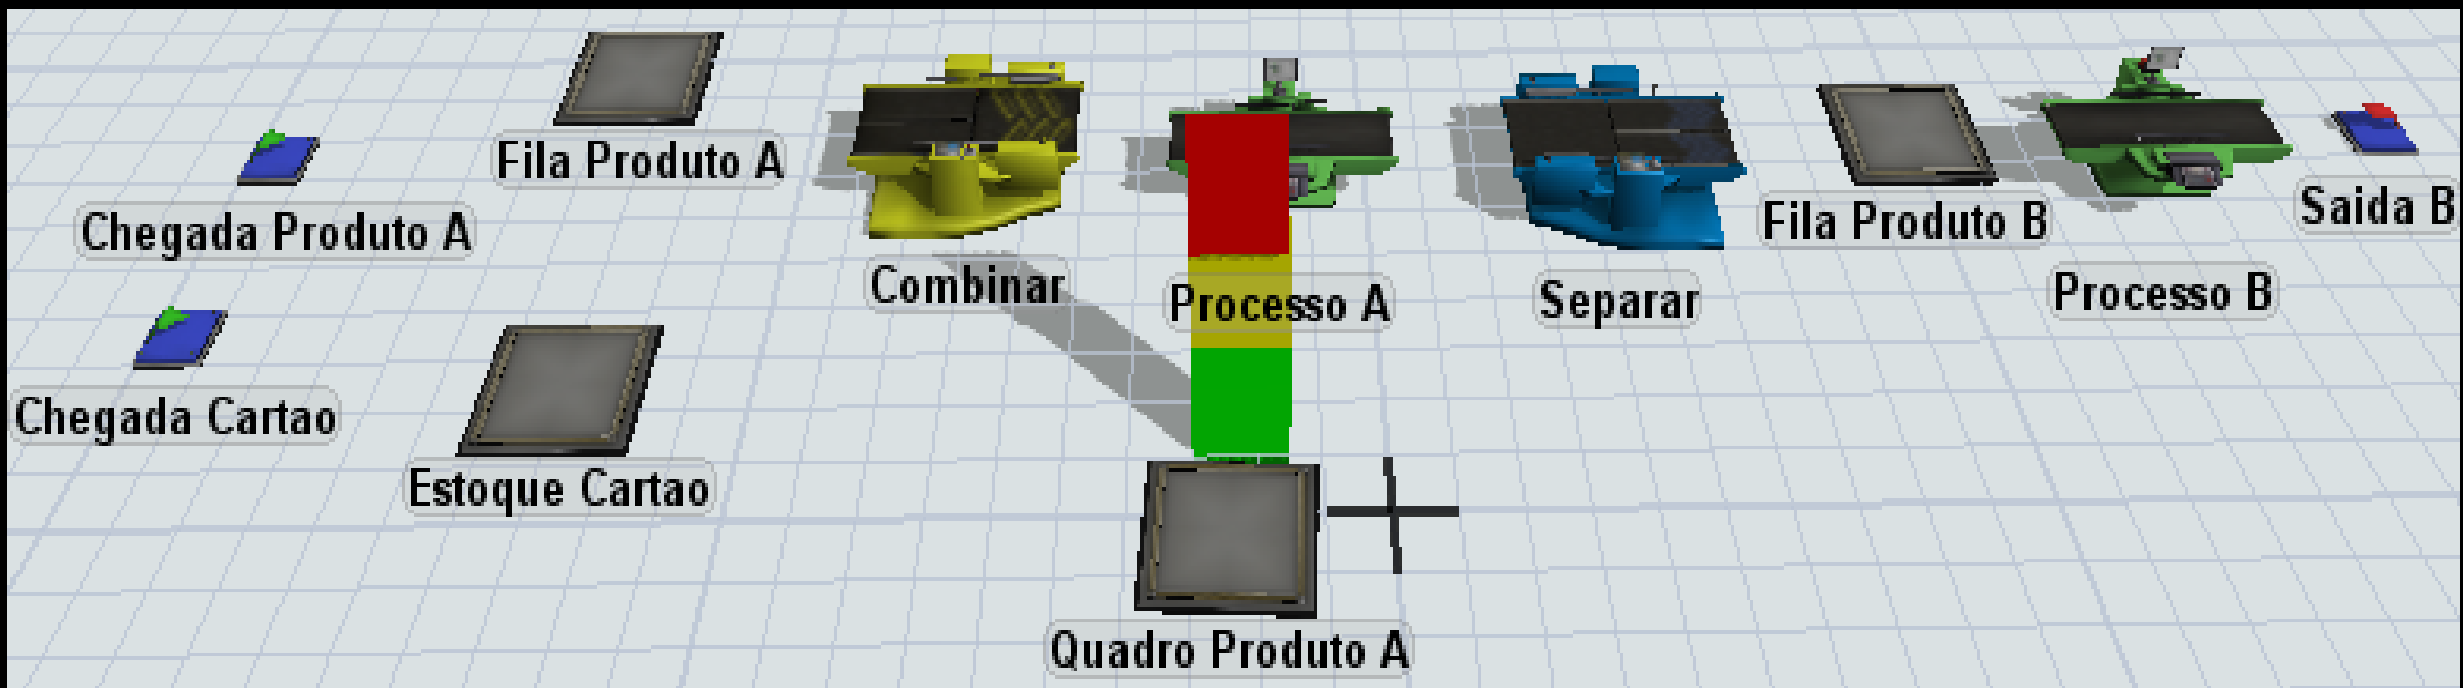 Fila Produto A
Chegada Produto A
Combinar
Processo A
Separar
Fila Produto B
Processo B
Saida B
Chegada Cartao
Estoque Cartao
Quadro Produto A